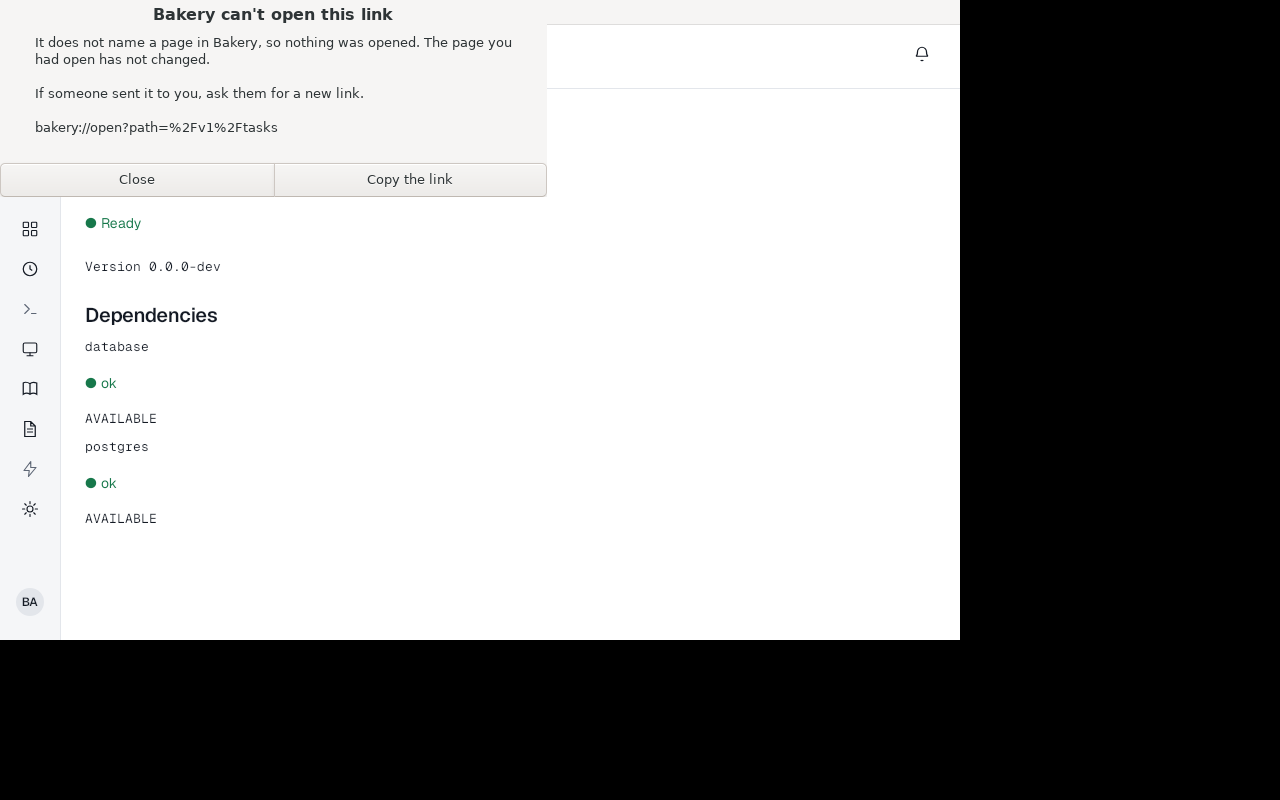 Bakery can't open this link
It does not name a page in Bakery, so nothing was opened. The page you
had open has not changed.
If someone sent it to you, ask them for a new link.
bakery://open?path=%2Fv1%2Ftasks
Close
Copy the link
Ready
Version 0.0.0-dev
Dependencies
database
ok
AVAILABLE
postgres
ok
AVAILABLE
BA